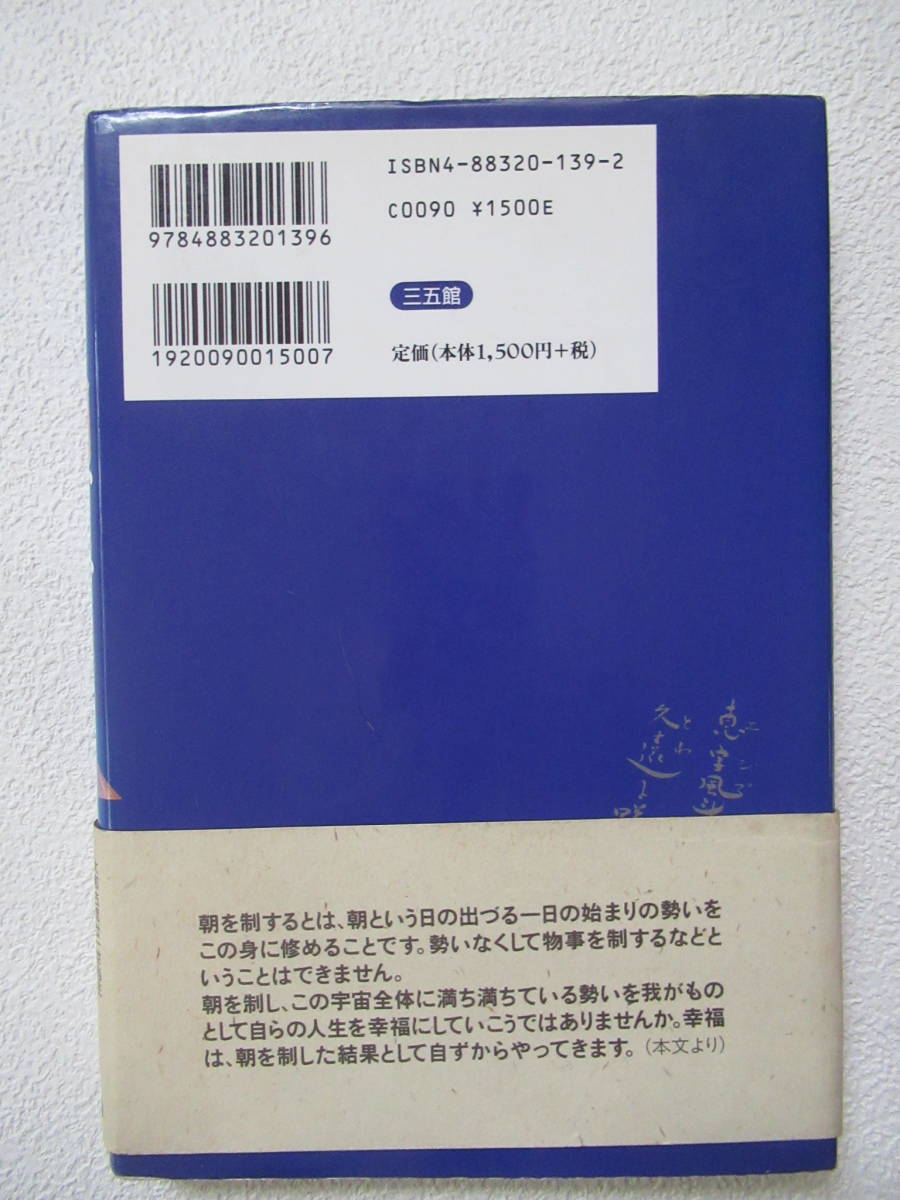 ISBN4-88320-139-2
C0090 ¥1500E
9784883201396
三五館
1920090015007
定価(本体1,500円+税)
久遠
とわ
朝を制するとは、朝という日の出づる一日の始まりの勢いを
この身に修めることです。勢いなくして物事を制するなどと
いうことはできません。
朝を制し、この宇宙全体に満ち満ちている勢いを我がもの
として自らの人生を幸福にしていこうではありませんか。幸福
は、朝を制した結果として自ずからやってきます。(本文より)